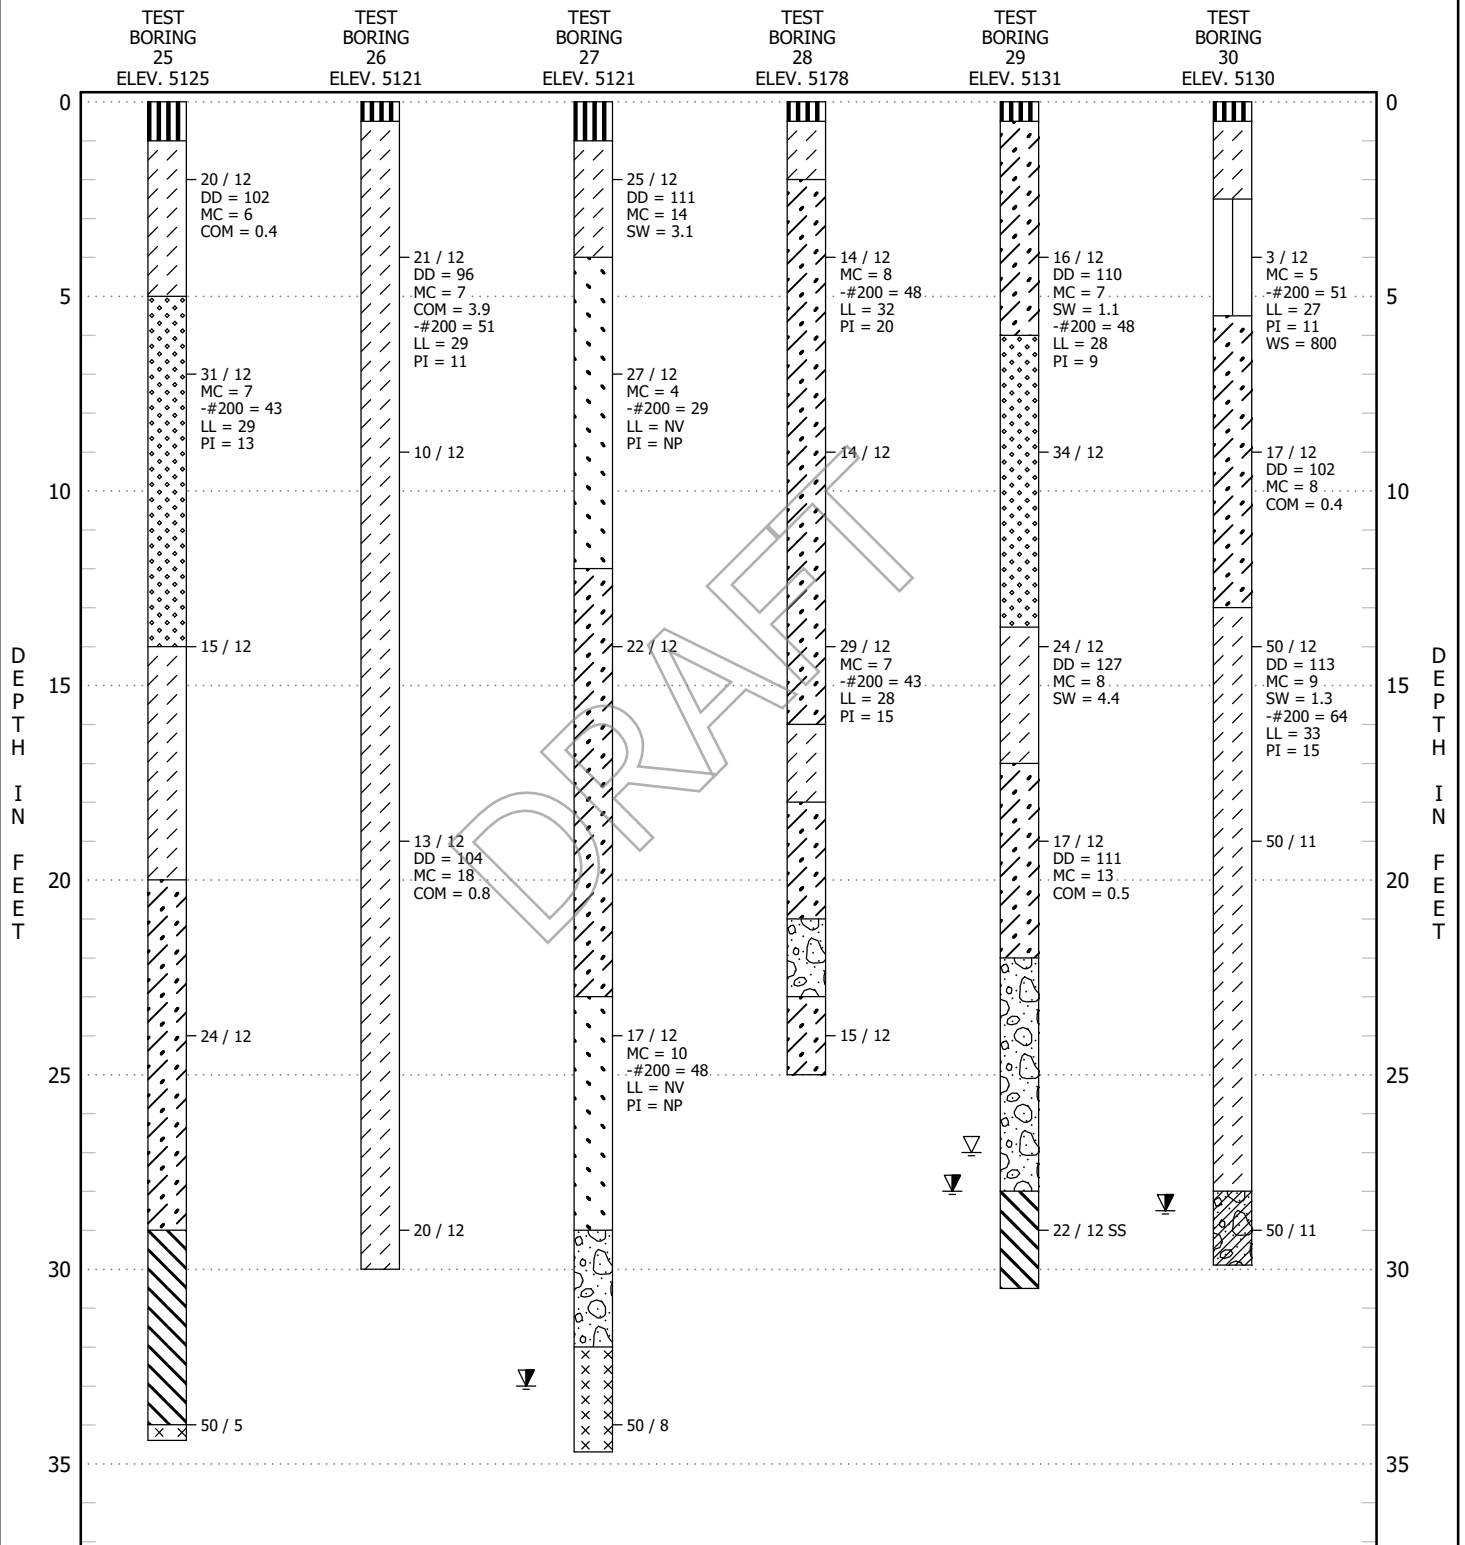 TEST
BORING
25
ELEV. 5125
TEST
BORING
26
ELEV. 5121
TEST
BORING
27
ELEV. 5121
TEST
BORING
28
ELEV. 5178
TEST
BORING
29
ELEV. 5131
TEST
BORING
30
ELEV. 5130
0
5
10
15
20
25
30
35
DEPTH IN FEET
20 / 12
DD = 102
MC = 6
COM = 0.4
31 / 12
MC = 7
-#200 = 43
LL = 29
PI = 13
15 / 12
24 / 12
50 / 5
21 / 12
DD = 96
MC = 7
COM = 3.9
-#200 = 51
LL = 29
PI = 11
10 / 12
13 / 12
DD = 104
MC = 18
COM = 0.8
20 / 12
25 / 12
DD = 111
MC = 14
SW = 3.1
27 / 12
MC = 4
-#200 = 29
LL = NV
PI = NP
22 / 12
17 / 12
MC = 10
-#200 = 48
LL = NV
PI = NP
50 / 8
14 / 12
MC = 8
-#200 = 48
LL = 32
PI = 20
14 / 12
29 / 12
MC = 7
-#200 = 43
LL = 28
PI = 15
15 / 12
16 / 12
DD = 110
MC = 7
SW = 1.1
-#200 = 48
LL = 28
PI = 9
34 / 12
24 / 12
DD = 127
MC = 8
SW = 4.4
17 / 12
DD = 111
MC = 13
COM = 0.5
22 / 12 SS
3 / 12
MC = 5
-#200 = 51
LL = 27
PI = 11
WS = 800
17 / 12
DD = 102
MC = 8
COM = 0.4
50 / 12
DD = 113
MC = 9
SW = 1.3
-#200 = 64
LL = 33
PI = 15
50 / 11
50 / 11
0
5
10
15
20
25
30
35
DEPTH IN FEET
DRAFT